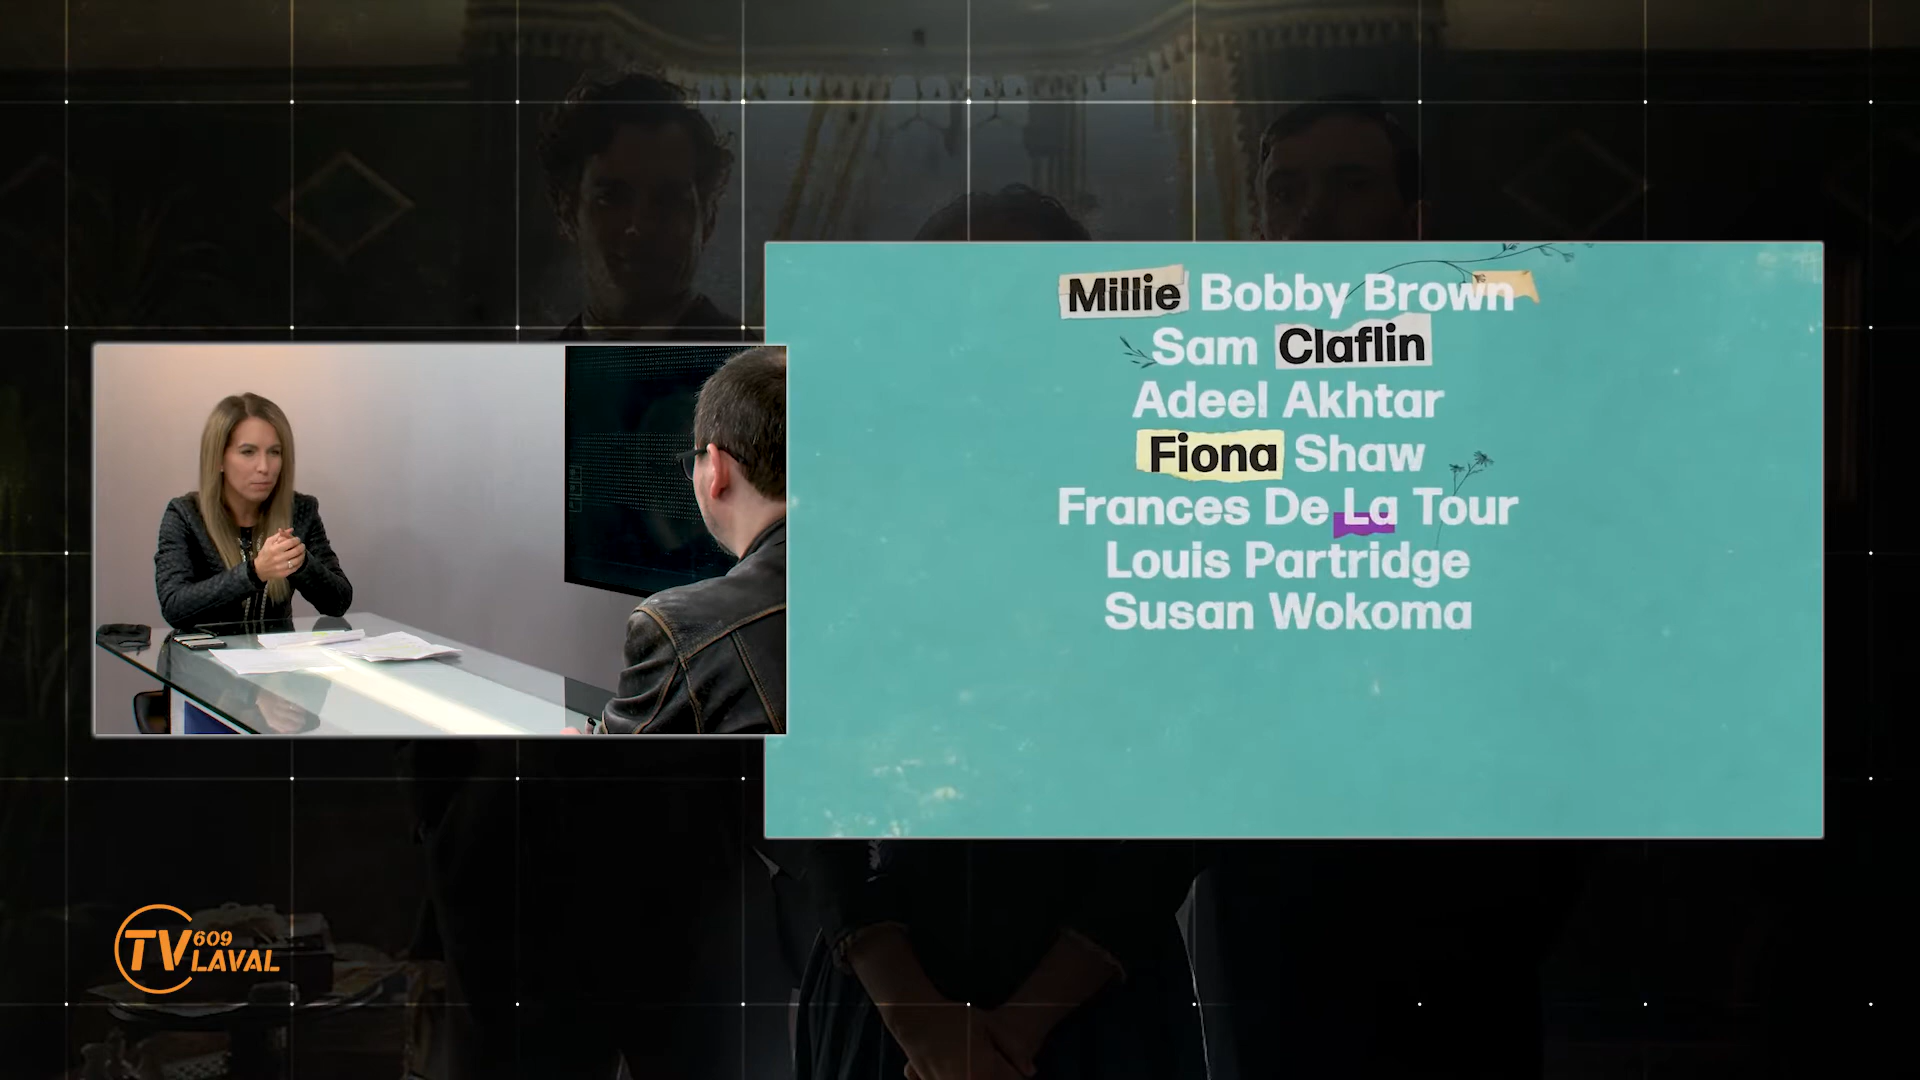 Millie Bobby Brown
Sam Claflin
Adeel Akhtar
Fiona Shaw
Frances De La Tour
Louis Partridge
Susan Wokoma
TV 609
LAVAL